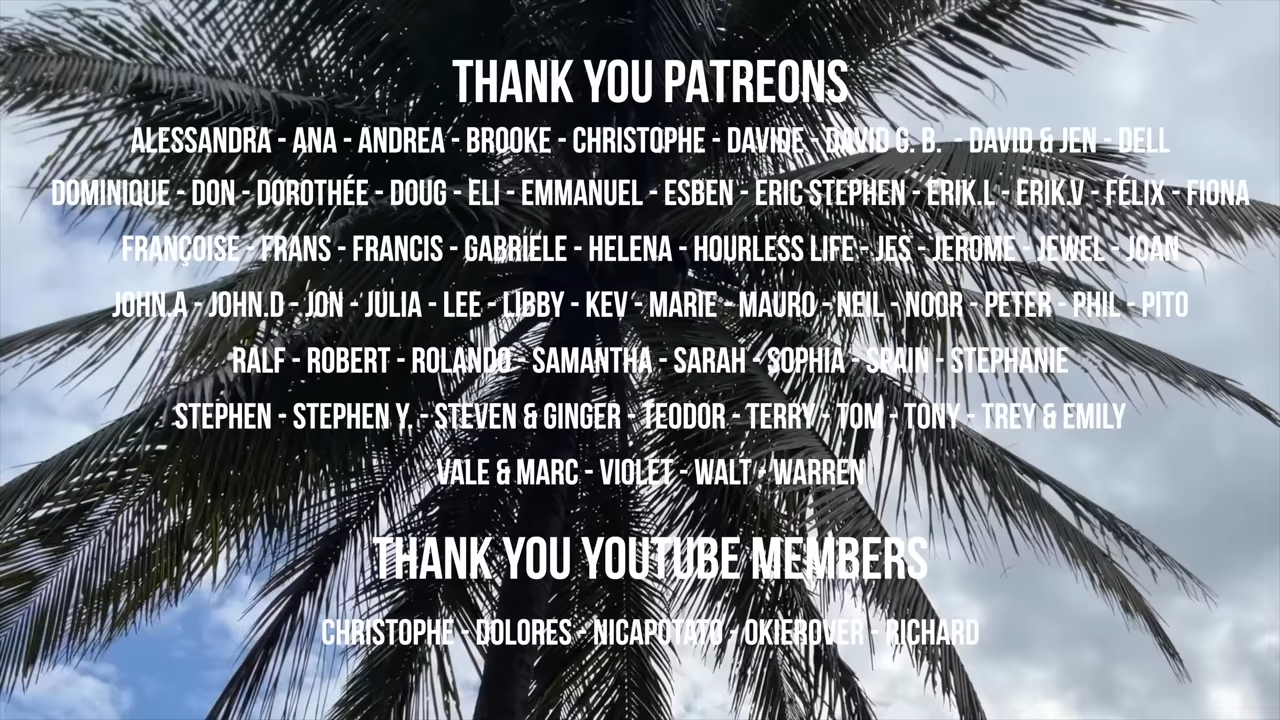 THANK YOU PATREONS
ALESSANDRA - ANA - ANDREA - BROOKE - CHRISTOPHE - DAVIDE - DAVID G. B. - DAVID & JEN - DELL
DOMINIQUE - DON - DOROTHÉE - DOUG - ELI - EMMANUEL - ESBEN - ERIC STEPHEN - ERIK.L - ERIK.V - FÉLIX - FIONA
FRANÇOISE - FRANS - FRANCIS - GABRIELE - HELENA - HOURLESS LIFE - JES - JEROME - JEWEL - JOAN
JOHN.A - JOHN.D - JON - JULIA - LEE - LIBBY - KEV - MARIE - MAURO - NEIL - NOOR - PETER - PHIL - PITO
RALF - ROBERT - ROLANDO - SAMANTHA - SARAH - SOPHIA - SPAIN - STEPHANIE
STEPHEN - STEPHEN Y. - STEVEN & GINGER - TEODOR - TERRY - TOM - TONY - TREY & EMILY
VALE & MARC - VIOLET - WALT - WARREN
THANK YOU YOUTUBE MEMBERS
CHRISTOPHE - DOLORES - NICAPOTATO - OKIEROVER - RICHARD